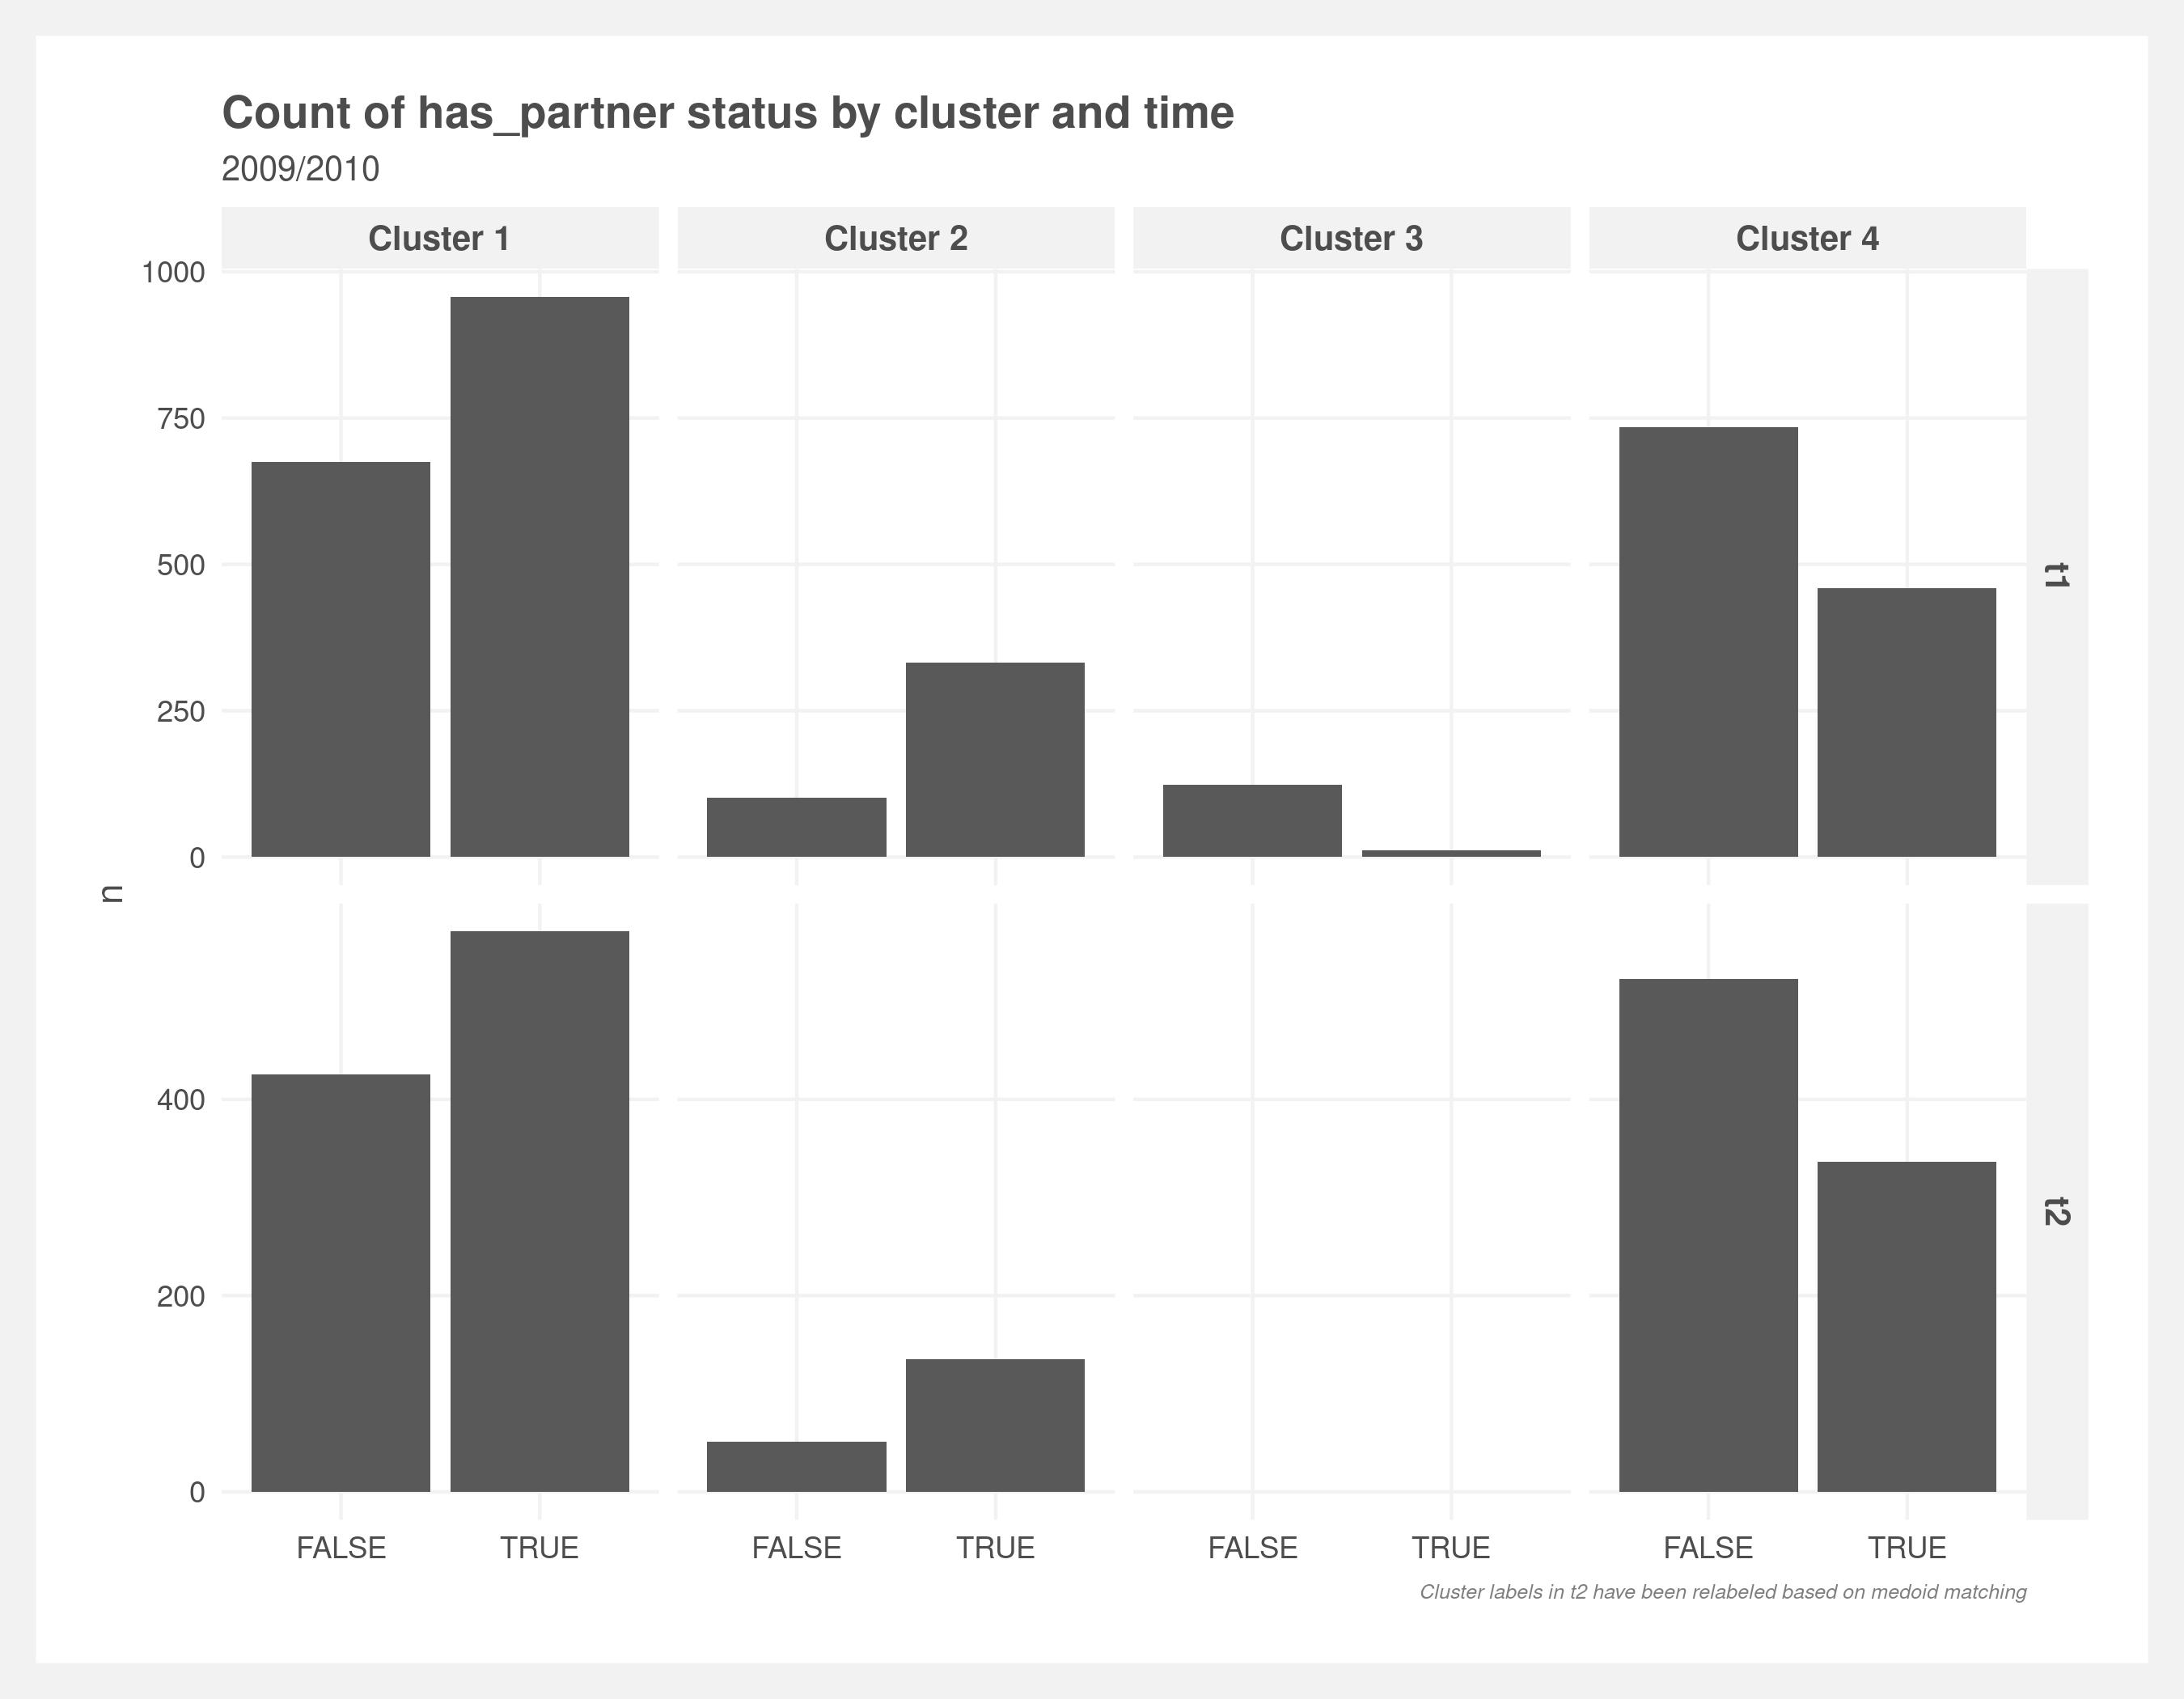 Count of has_partner status by cluster and time
2009/2010
Cluster 1
Cluster 2
Cluster 3
Cluster 4
1000
750
500
250
0
t1
n
400
200
0
t2
FALSE
TRUE
FALSE
TRUE
FALSE
TRUE
FALSE
TRUE
Cluster labels in t2 have been relabeled based on medoid matching